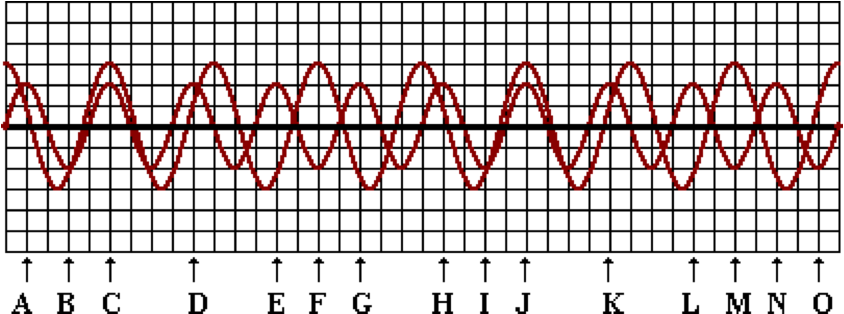 A B C D E F G H I J K L M N O